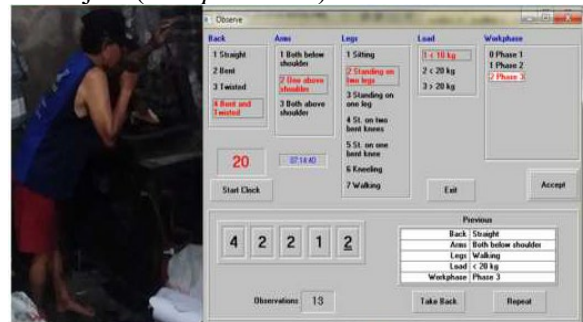 Observe
Back
1 Straight
2 Bent
3 Twisted
4 Bent and
Twisted
Arms
1 Both below
shoulder
2 One above
shoulder
3 Both above
shoulder
Legs
1 Sitting
2 Standing on
two legs
3 Standing on
one leg
4 St. on two
bent knees
5 St. on one
bent knee
6 Kneeling
7 Walking
Load
1 < 10 kg
2 < 20 kg
3 > 20 kg
Workphase
0 Phase 1
1 Phase 2
2 Phase 3
20
02:14:40
Start Clock
Exit
Accept
4 2 2 1 2
Observations 13
Previous
Back Straight
Arms Both below shoulder
Legs Walking
Load < 20 kg
Workphase Phase 3
Take Back
Repeat